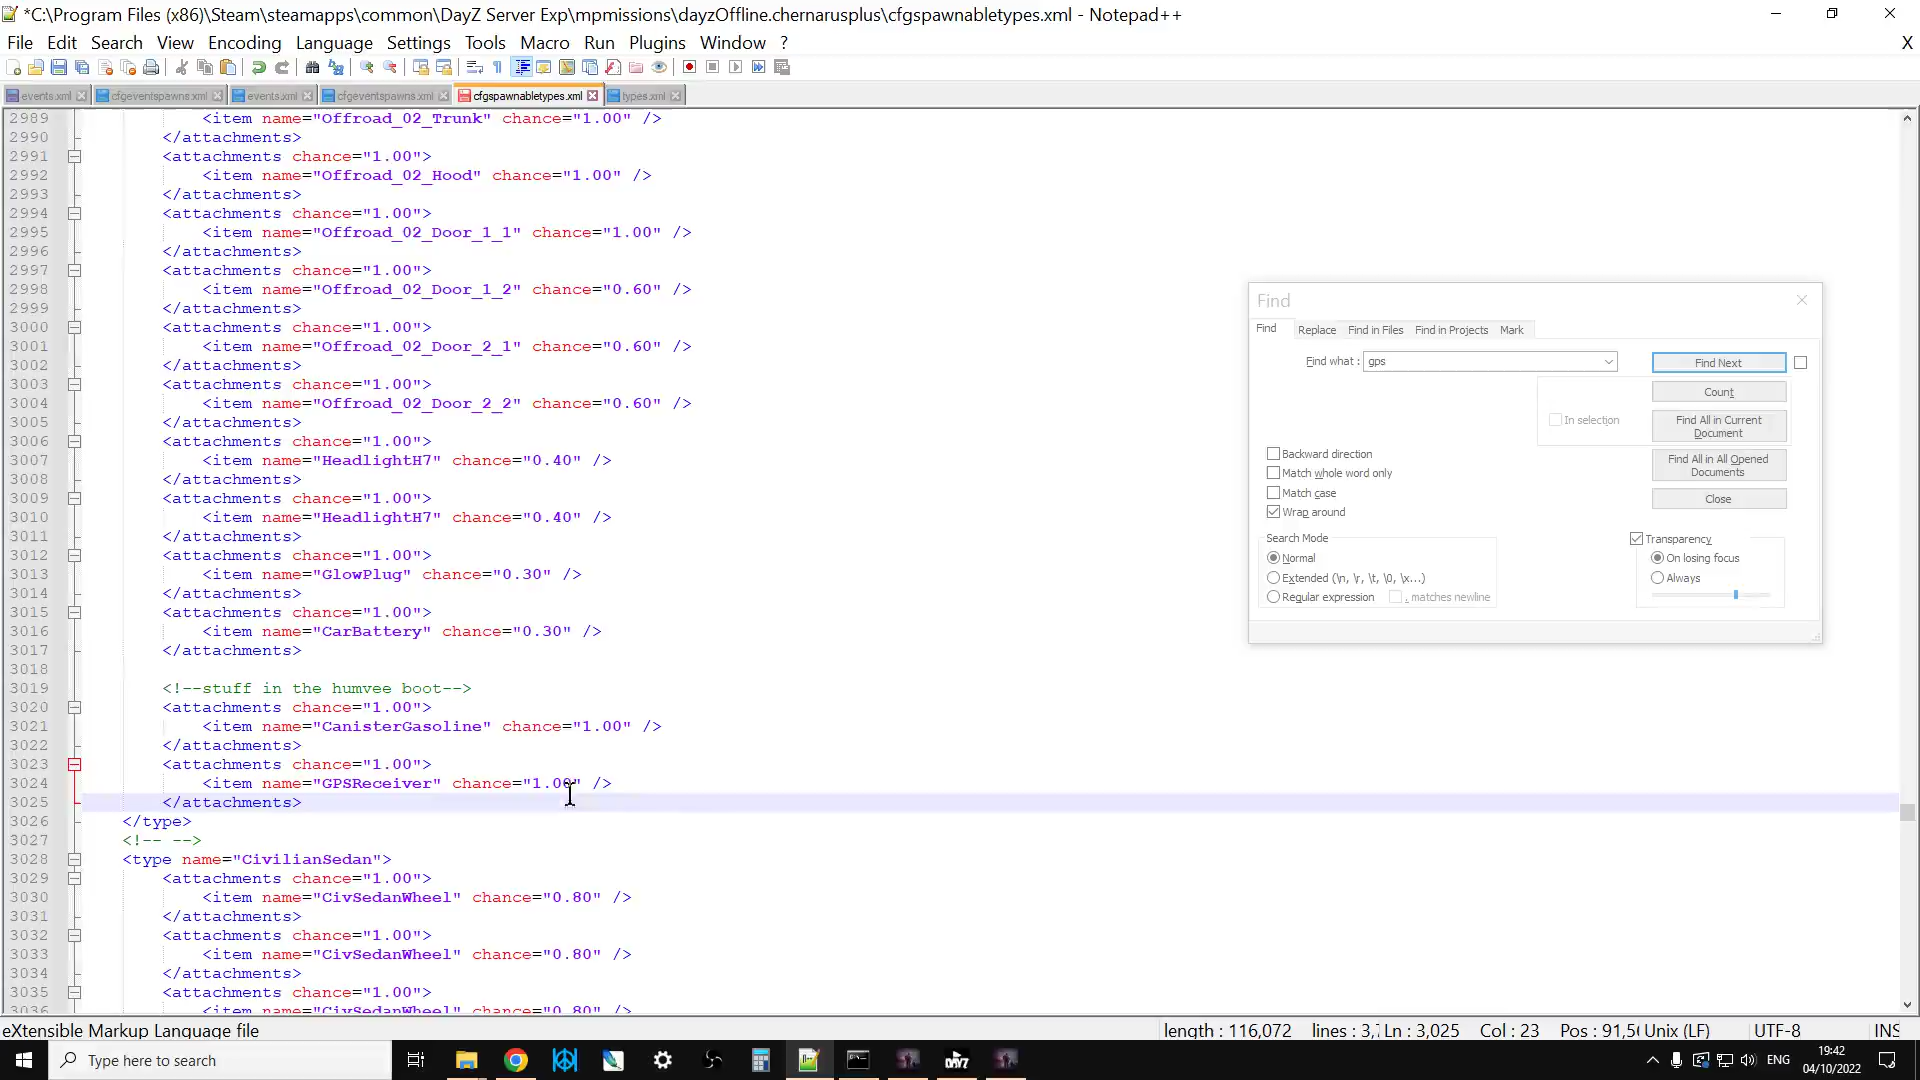 *C:\Program Files (x86)\Steam\steamapps\common\DayZ Server Exp\mpmissions\dayzOffline.chernarusplus\cfgspawnabletypes.xml - Notepad++
File Edit Search View Encoding Language Settings Tools Macro Run Plugins Window ? X
events.xml cfgeventspawns.xml events.xml cfgeventspawns.xml cfgspawnabletypes.xml types.xml
2989 <item name="Offroad_02_Trunk" chance="1.00" />
2990 </attachments>
2991 <attachments chance="1.00">
2992 <item name="Offroad_02_Hood" chance="1.00" />
2993 </attachments>
2994 <attachments chance="1.00">
2995 <item name="Offroad_02_Door_1_1" chance="1.00" />
2996 </attachments>
2997 <attachments chance="1.00">
2998 <item name="Offroad_02_Door_1_2" chance="0.60" />
2999 </attachments>
3000 <attachments chance="1.00">
3001 <item name="Offroad_02_Door_2_1" chance="0.60" />
3002 </attachments>
3003 <attachments chance="1.00">
3004 <item name="Offroad_02_Door_2_2" chance="0.60" />
3005 </attachments>
3006 <attachments chance="1.00">
3007 <item name="HeadlightH7" chance="0.40" />
3008 </attachments>
3009 <attachments chance="1.00">
3010 <item name="HeadlightH7" chance="0.40" />
3011 </attachments>
3012 <attachments chance="1.00">
3013 <item name="GlowPlug" chance="0.30" />
3014 </attachments>
3015 <attachments chance="1.00">
3016 <item name="CarBattery" chance="0.30" />
3017 </attachments>
3018
3019 <!--stuff in the humvee boot-->
3020 <attachments chance="1.00">
3021 <item name="CanisterGasoline" chance="1.00" />
3022 </attachments>
3023 <attachments chance="1.00">
3024 <item name="GPSReceiver" chance="1.00" />
3025 </attachments>
3026 </type>
3027 <!-- -->
3028 <type name="CivilianSedan">
3029 <attachments chance="1.00">
3030 <item name="CivSedanWheel" chance="0.80" />
3031 </attachments>
3032 <attachments chance="1.00">
3033 <item name="CivSedanWheel" chance="0.80" />
3034 </attachments>
3035 <attachments chance="1.00">
3036 <item name="CivSedanWheel" chance="0.80" />
Find
Find Replace Find in Files Find in Projects Mark
Find what : gps
Find Next
Count
In selection
Find All in Current Document
Find All in All Opened Documents
Close
Backward direction
Match whole word only
Match case
Wrap around
Search Mode
Normal
Extended (\n, \r, \t, \0, \x...)
Regular expression . matches newline
Transparency
On losing focus
Always
eXtensible Markup Language file length : 116,072 lines : 3, Ln : 3,025 Col : 23 Pos : 91,5 Unix (LF) UTF-8 INS
Type here to search
DAYZ
ENG
19:42
04/10/2022